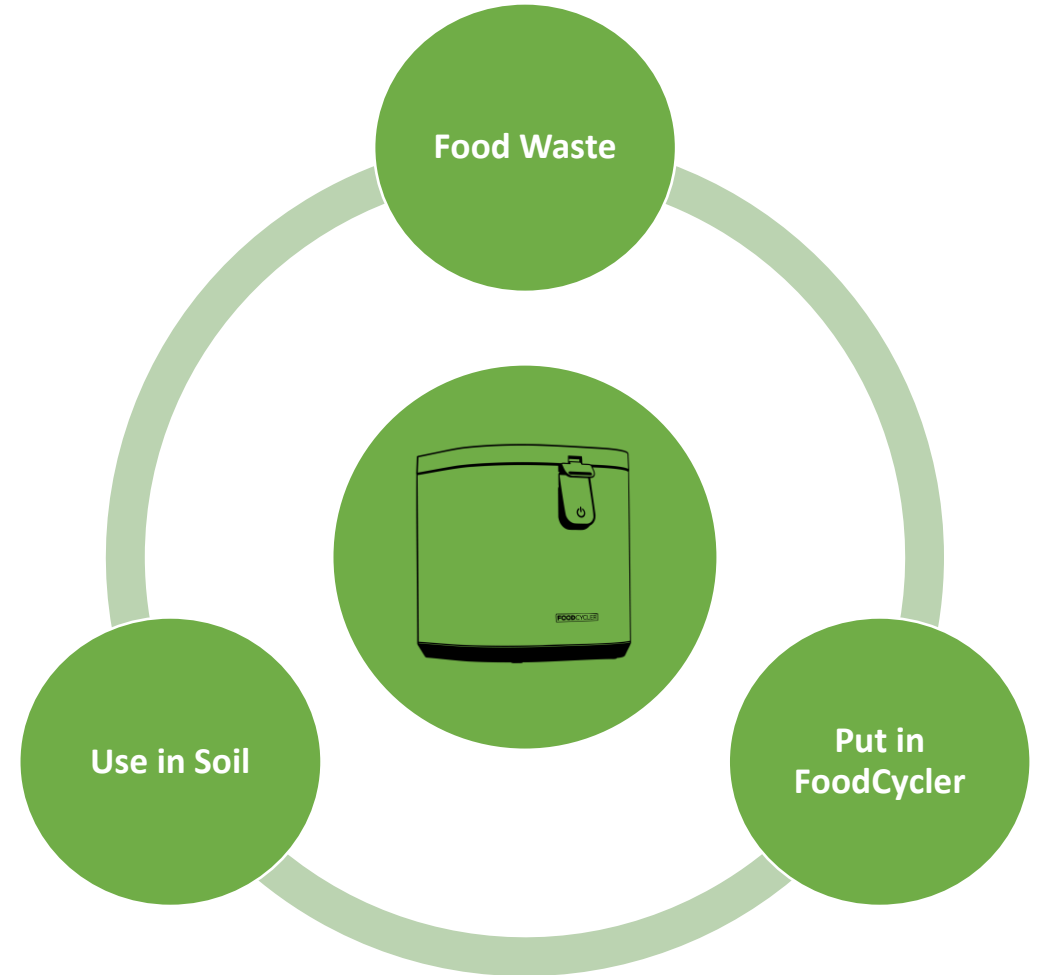 Food Waste
FOODCYCLER
Use in Soil
Put in
FoodCycler